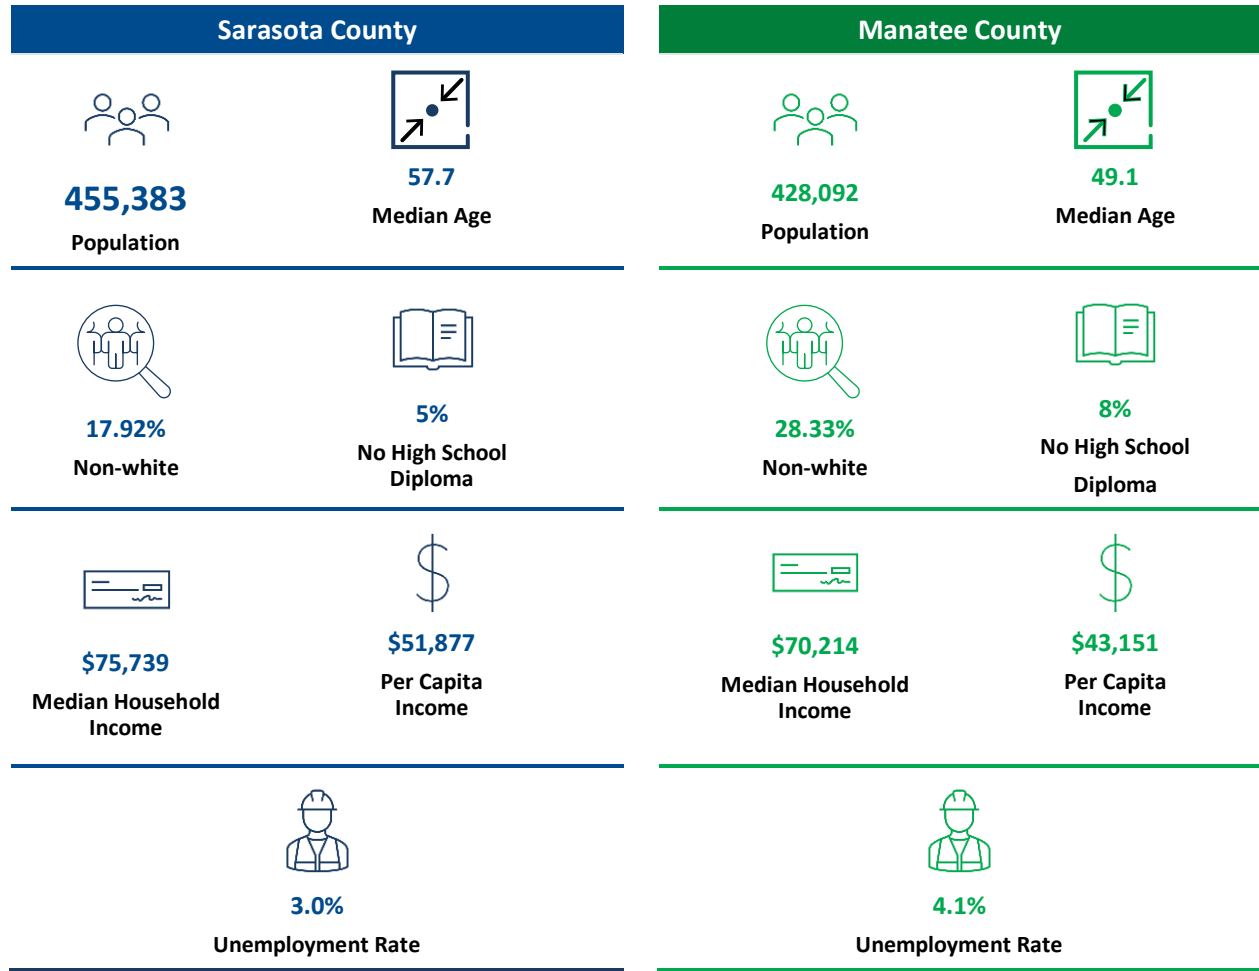 Sarasota County
455,383
Population
57.7
Median Age
17.92%
Non-white
5%
No High School
Diploma
$75,739
Median Household
Income
$51,877
Per Capita
Income
3.0%
Unemployment Rate
Manatee County
428,092
Population
49.1
Median Age
28.33%
Non-white
8%
No High School
Diploma
$70,214
Median Household
Income
$43,151
Per Capita
Income
4.1%
Unemployment Rate